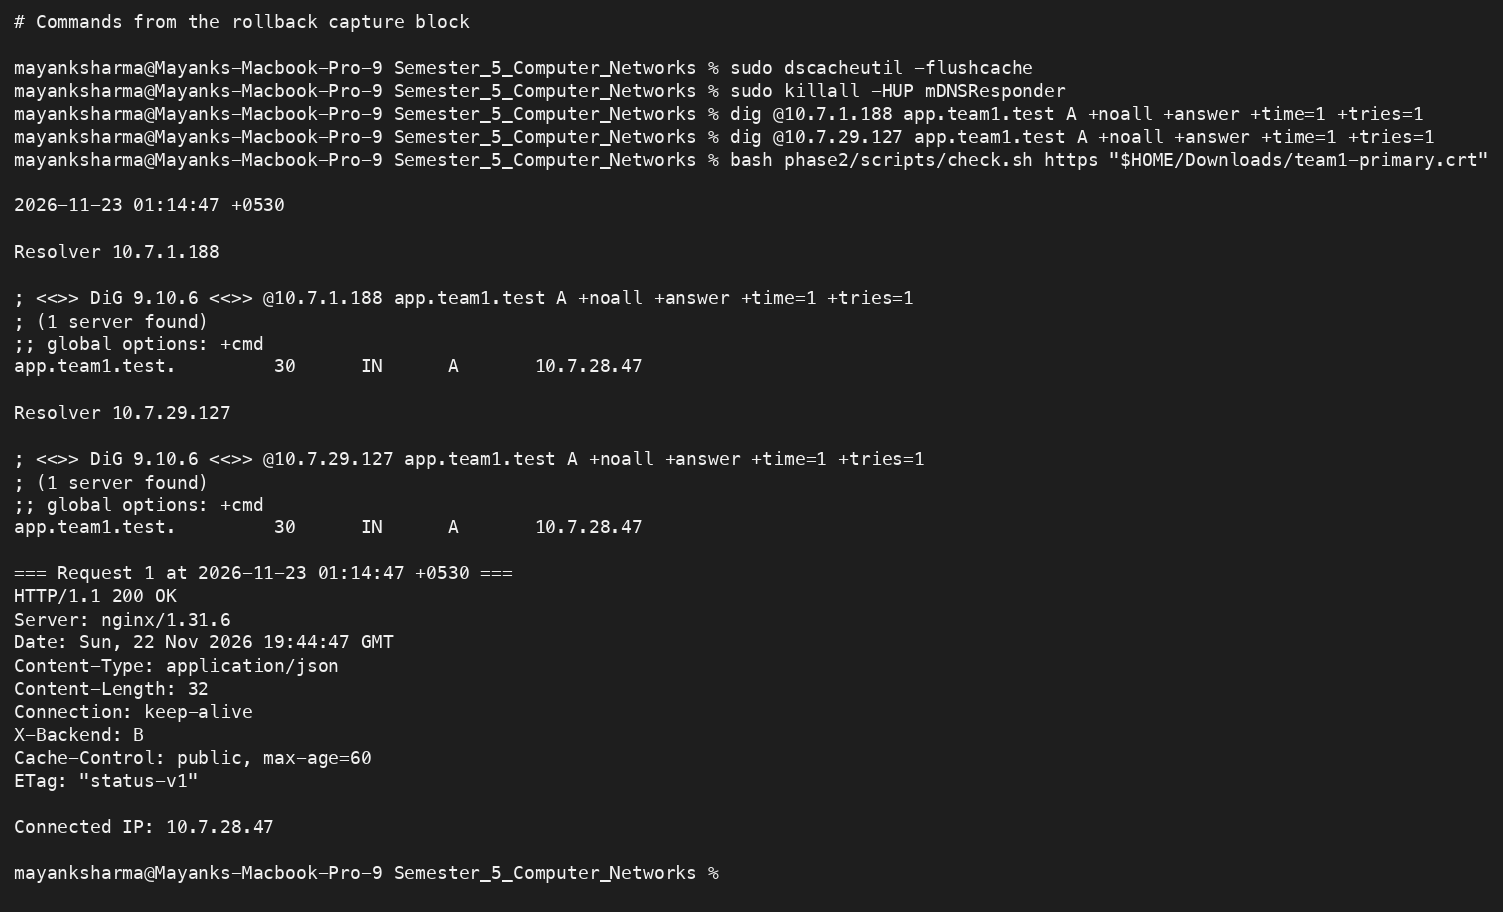 # Commands from the rollback capture block
mayanksharma@Mayanks-Macbook-Pro-9 Semester_5_Computer_Networks % sudo dscacheutil -flushcache
mayanksharma@Mayanks-Macbook-Pro-9 Semester_5_Computer_Networks % sudo killall -HUP mDNSResponder
mayanksharma@Mayanks-Macbook-Pro-9 Semester_5_Computer_Networks % dig @10.7.1.188 app.team1.test A +noall +answer +time=1 +tries=1
mayanksharma@Mayanks-Macbook-Pro-9 Semester_5_Computer_Networks % dig @10.7.29.127 app.team1.test A +noall +answer +time=1 +tries=1
mayanksharma@Mayanks-Macbook-Pro-9 Semester_5_Computer_Networks % bash phase2/scripts/check.sh https "$HOME/Downloads/team1-primary.crt"
2026-11-23 01:14:47 +0530
Resolver 10.7.1.188
; <<>> DiG 9.10.6 <<>> @10.7.1.188 app.team1.test A +noall +answer +time=1 +tries=1
; (1 server found)
;; global options: +cmd
app.team1.test.         30      IN      A       10.7.28.47
Resolver 10.7.29.127
; <<>> DiG 9.10.6 <<>> @10.7.29.127 app.team1.test A +noall +answer +time=1 +tries=1
; (1 server found)
;; global options: +cmd
app.team1.test.         30      IN      A       10.7.28.47
=== Request 1 at 2026-11-23 01:14:47 +0530 ===
HTTP/1.1 200 OK
Server: nginx/1.31.6
Date: Sun, 22 Nov 2026 19:44:47 GMT
Content-Type: application/json
Content-Length: 32
Connection: keep-alive
X-Backend: B
Cache-Control: public, max-age=60
ETag: "status-v1"
Connected IP: 10.7.28.47
mayanksharma@Mayanks-Macbook-Pro-9 Semester_5_Computer_Networks %